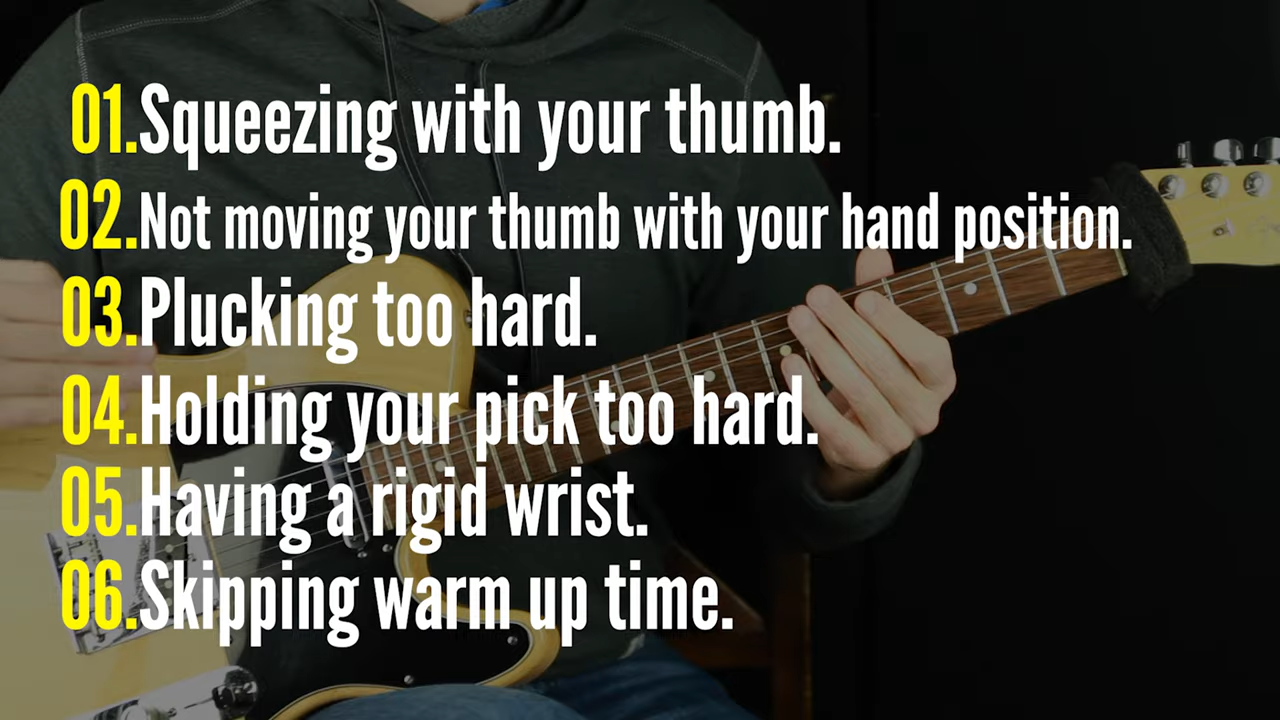 01.Squeezing with your thumb.
02.Not moving your thumb with your hand position.
03.Plucking too hard.
04.Holding your pick too hard.
05.Having a rigid wrist.
06.Skipping warm up time.